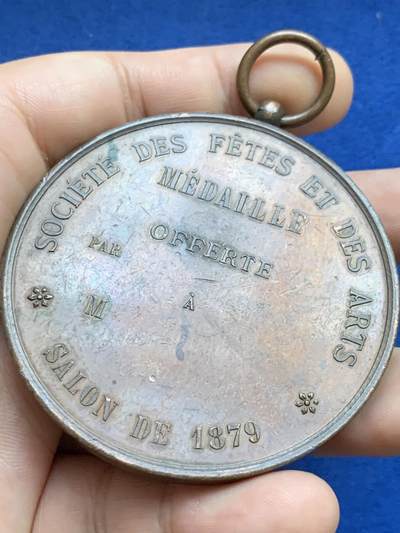 SOCIÉTÉ DES FÊTES ET DES ARTS
MÉDAILLE
OFFERTE
PAR
À
M
SALON DE 1879